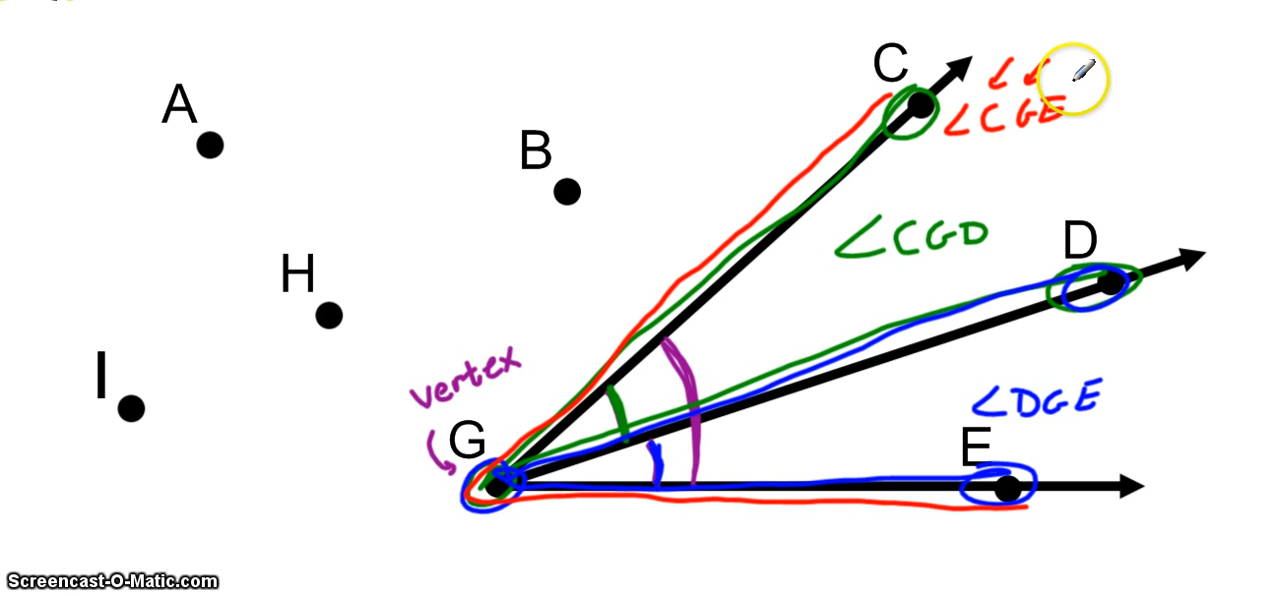 C
∠CGE
A
B
∠CGD
D
H
I
vertex
∠DGE
G
E
Screencast-O-Matic.com